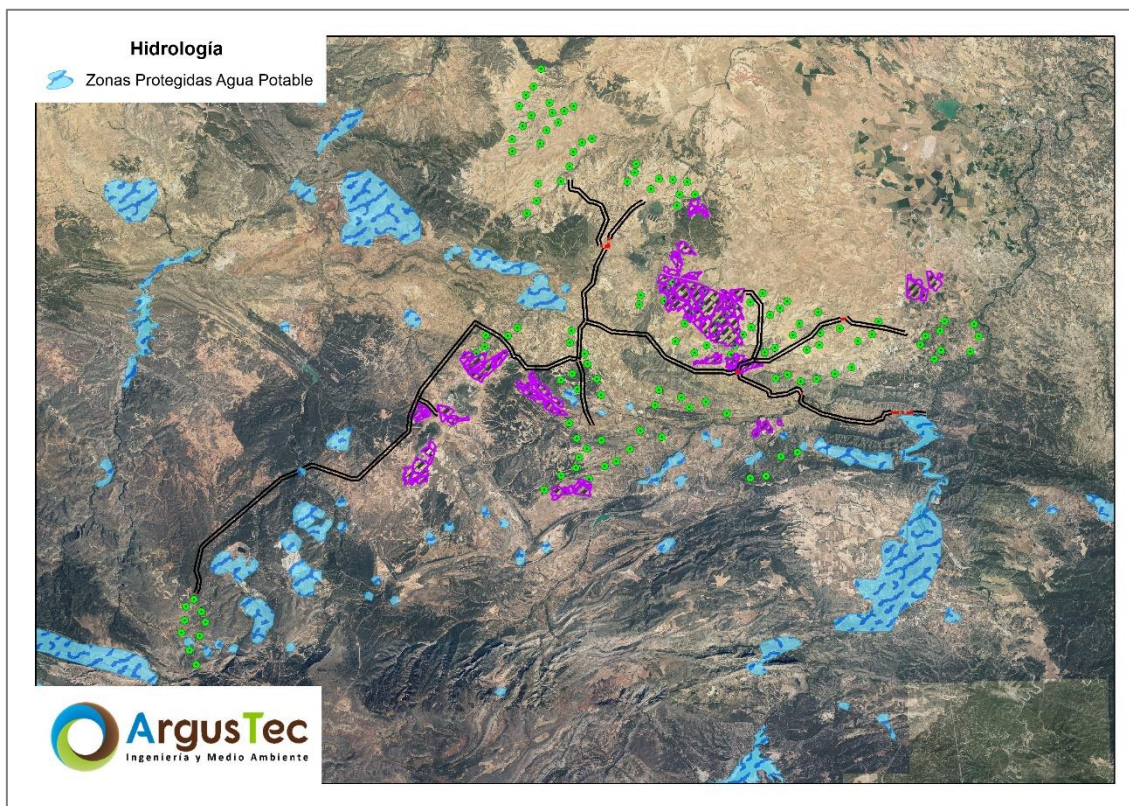 Hidrología
Zonas Protegidas Agua Potable
ArgusTec
Ingeniería y Medio Ambiente